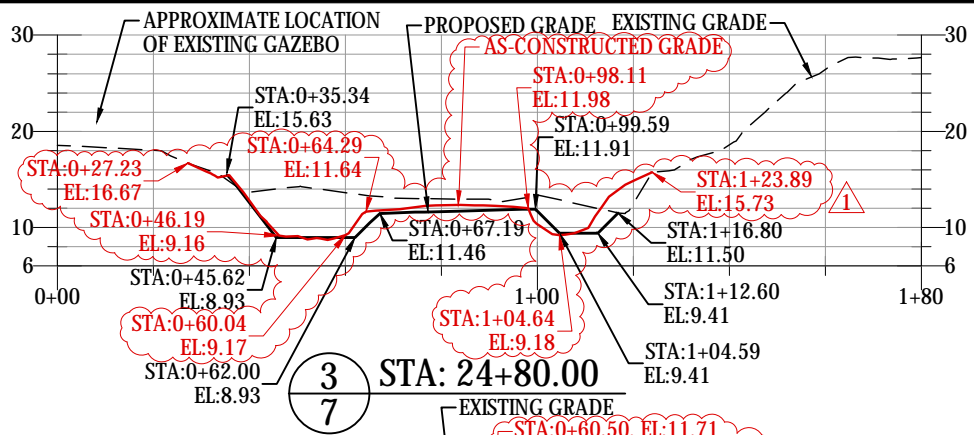 APPROXIMATE LOCATION
OF EXISTING GAZEBO
PROPOSED GRADE
EXISTING GRADE
AS-CONSTRUCTED GRADE
30
30
20
20
10
10
6
6
STA:0+98.11
EL:11.98
STA:0+35.34
EL:15.63
STA:0+99.59
EL:11.91
STA:0+64.29
EL:11.64
STA:0+27.23
EL:16.67
STA:1+23.89
EL:15.73
1
STA:0+46.19
EL:9.16
STA:0+67.19
EL:11.46
STA:1+16.80
EL:11.50
STA:0+45.62
EL:8.93
0+00
1+00
1+80
STA:1+12.60
EL:9.41
STA:0+60.04
EL:9.17
STA:1+04.64
EL:9.18
STA:1+04.59
EL:9.41
STA:0+62.00
EL:8.93
3
7
STA: 24+80.00
EXISTING GRADE
STA:0+60.50, EL:11.71